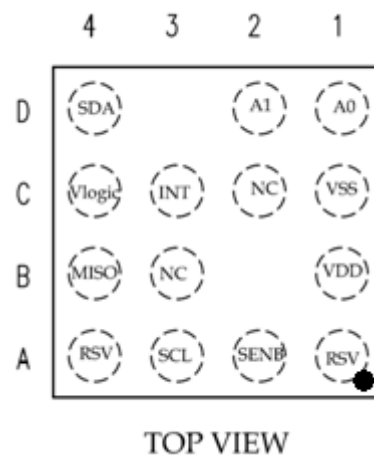 4 3 2 1
D SDA A1 A0
C Vlogic INT NC VSS
B MISO NC VDD
A RSV SCL SENB RSV
TOP VIEW